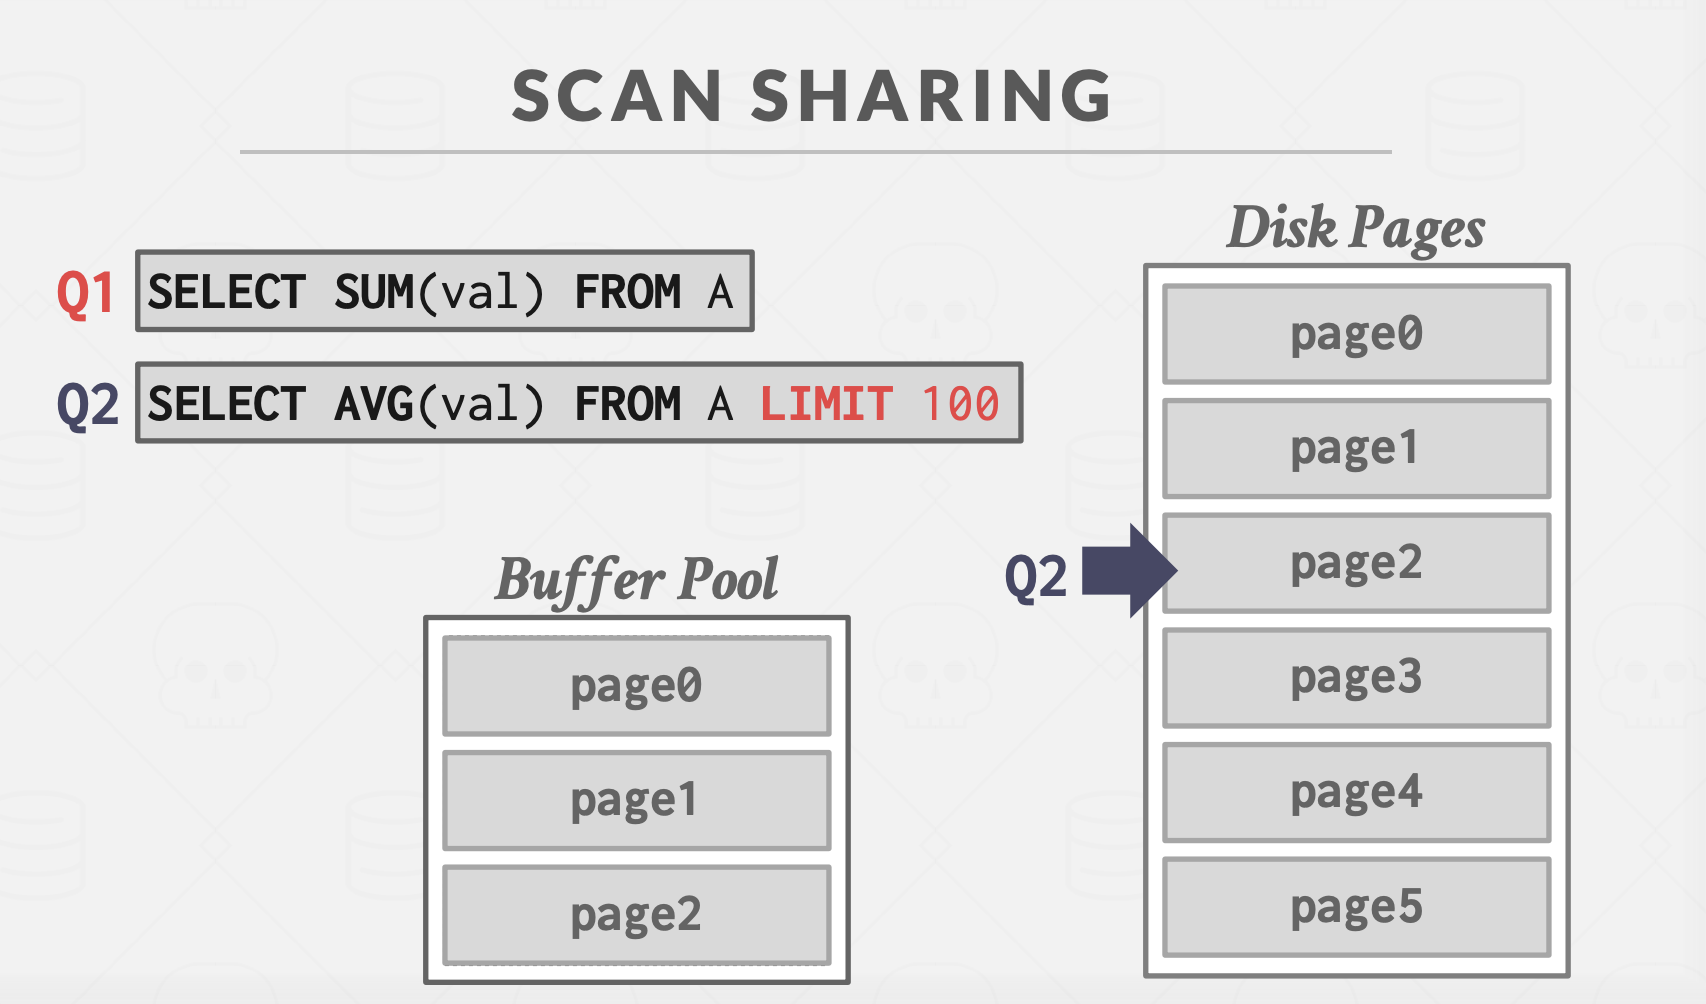 SCAN SHARING
Q1 SELECT SUM(val) FROM A
Q2 SELECT AVG(val) FROM A LIMIT 100
Buffer Pool
page0
page1
page2
Q2
Disk Pages
page0
page1
page2
page3
page4
page5